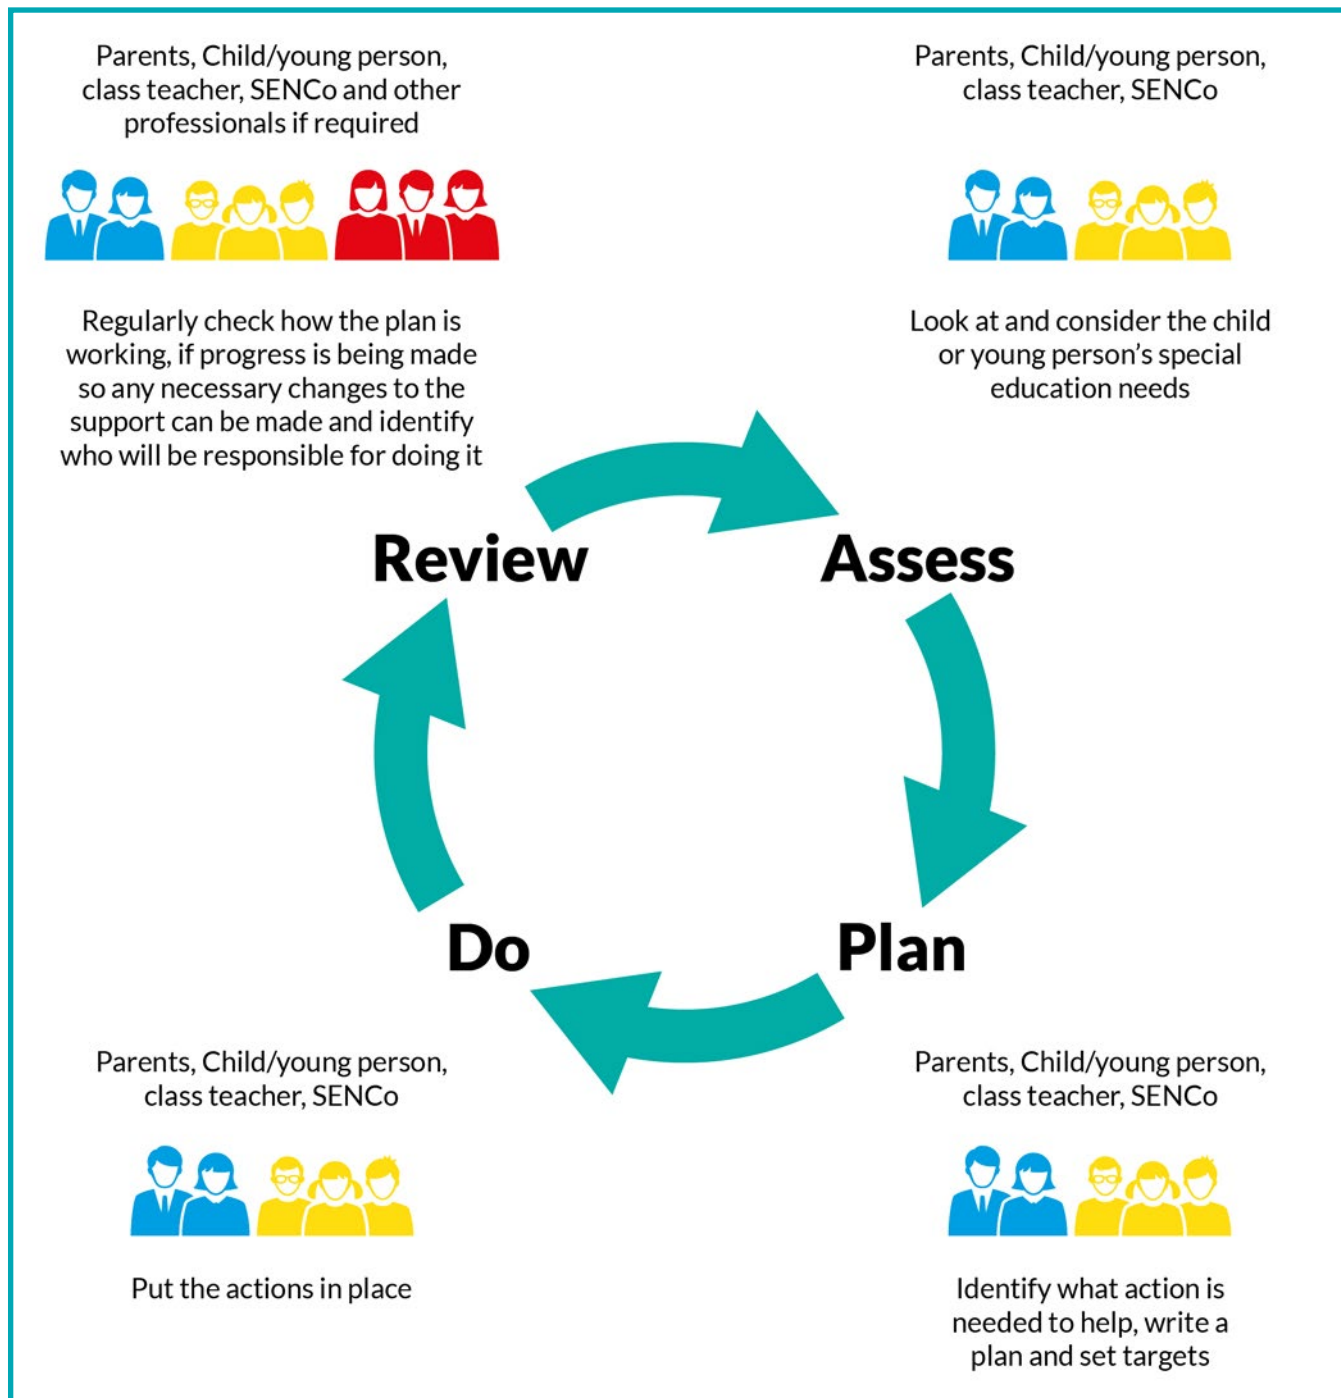 Parents, Child/young person,
class teacher, SENCo and other
professionals if required
Regularly check how the plan is
working, if progress is being made
so any necessary changes to the
support can be made and identify
who will be responsible for doing it
Review
Parents, Child/young person,
class teacher, SENCo
Look at and consider the child
or young person’s special
education needs
Assess
Plan
Parents, Child/young person,
class teacher, SENCo
Identify what action is
needed to help, write a
plan and set targets
Do
Parents, Child/young person,
class teacher, SENCo
Put the actions in place